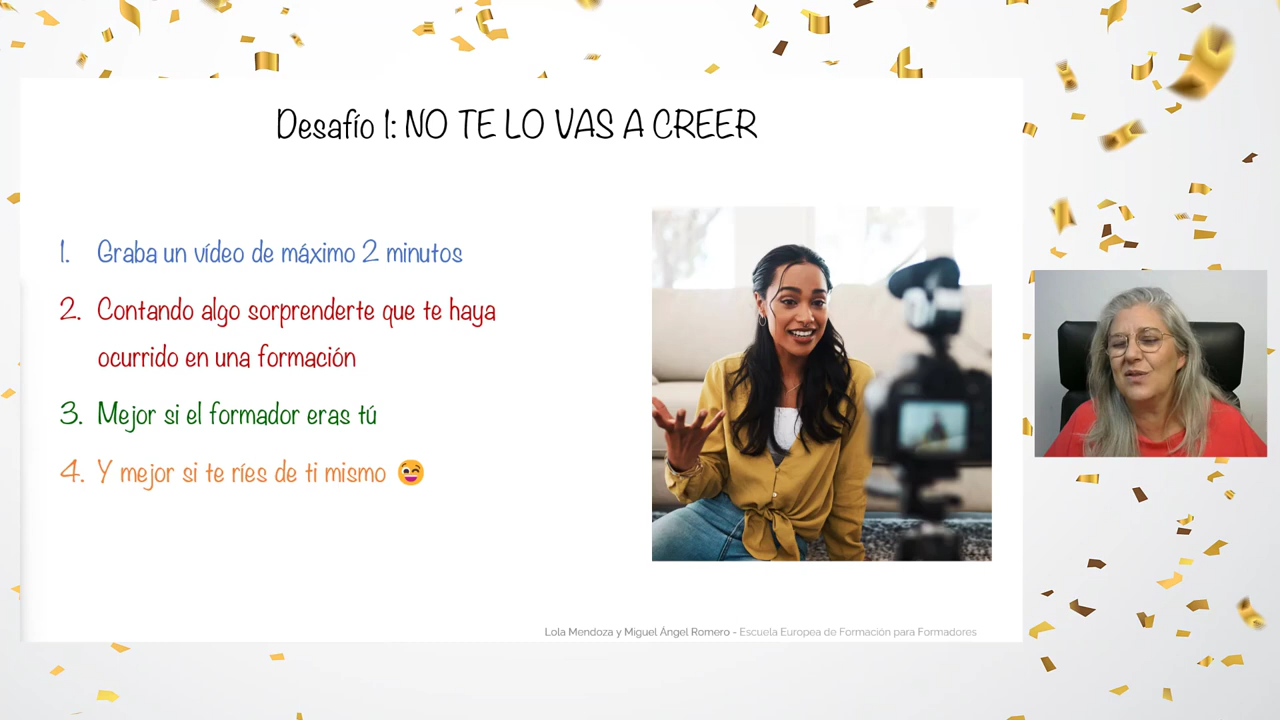 Desafío 1: NO TE LO VAS A CREER
1. Graba un vídeo de máximo 2 minutos
2. Contando algo sorprenderte que te haya
ocurrido en una formación
3. Mejor si el formador eras tú
4. Y mejor si te ríes de ti mismo 😜
Lola Mendoza y Miguel Ángel Romero - Escuela Europea de Formación para Formadores